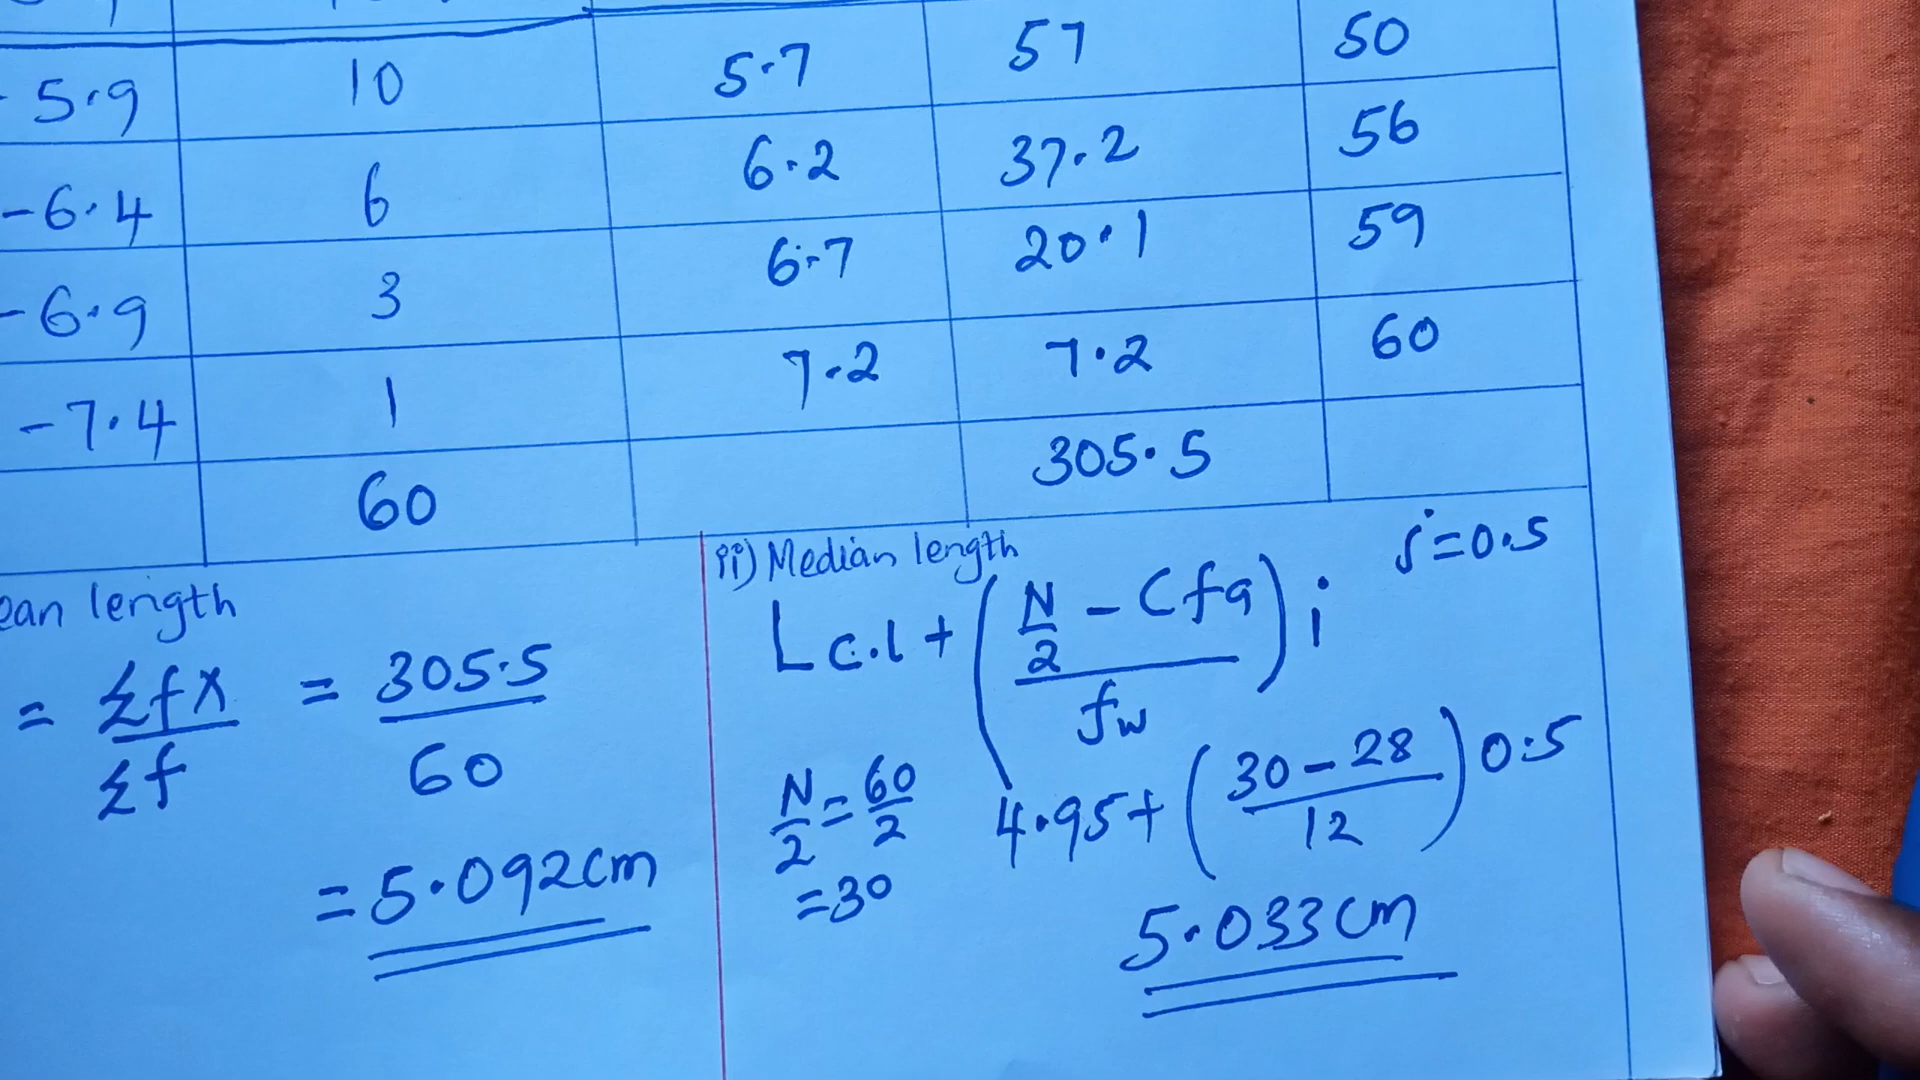 - 5.9 10 5.7 57 50
- 6.4 6 6.2 37.2 56
- 6.9 3 6.7 20.1 59
- 7.4 1 7.2 7.2 60
60 305.5
ean length
= Σfx = 305.5
Σf 60
= 5.092cm
ii) Median length i = 0.5
L c.l + ( N/2 - Cfa ) i
fw
N/2 = 60/2
= 30
4.95 + ( 30 - 28 ) 0.5
12
5.033cm